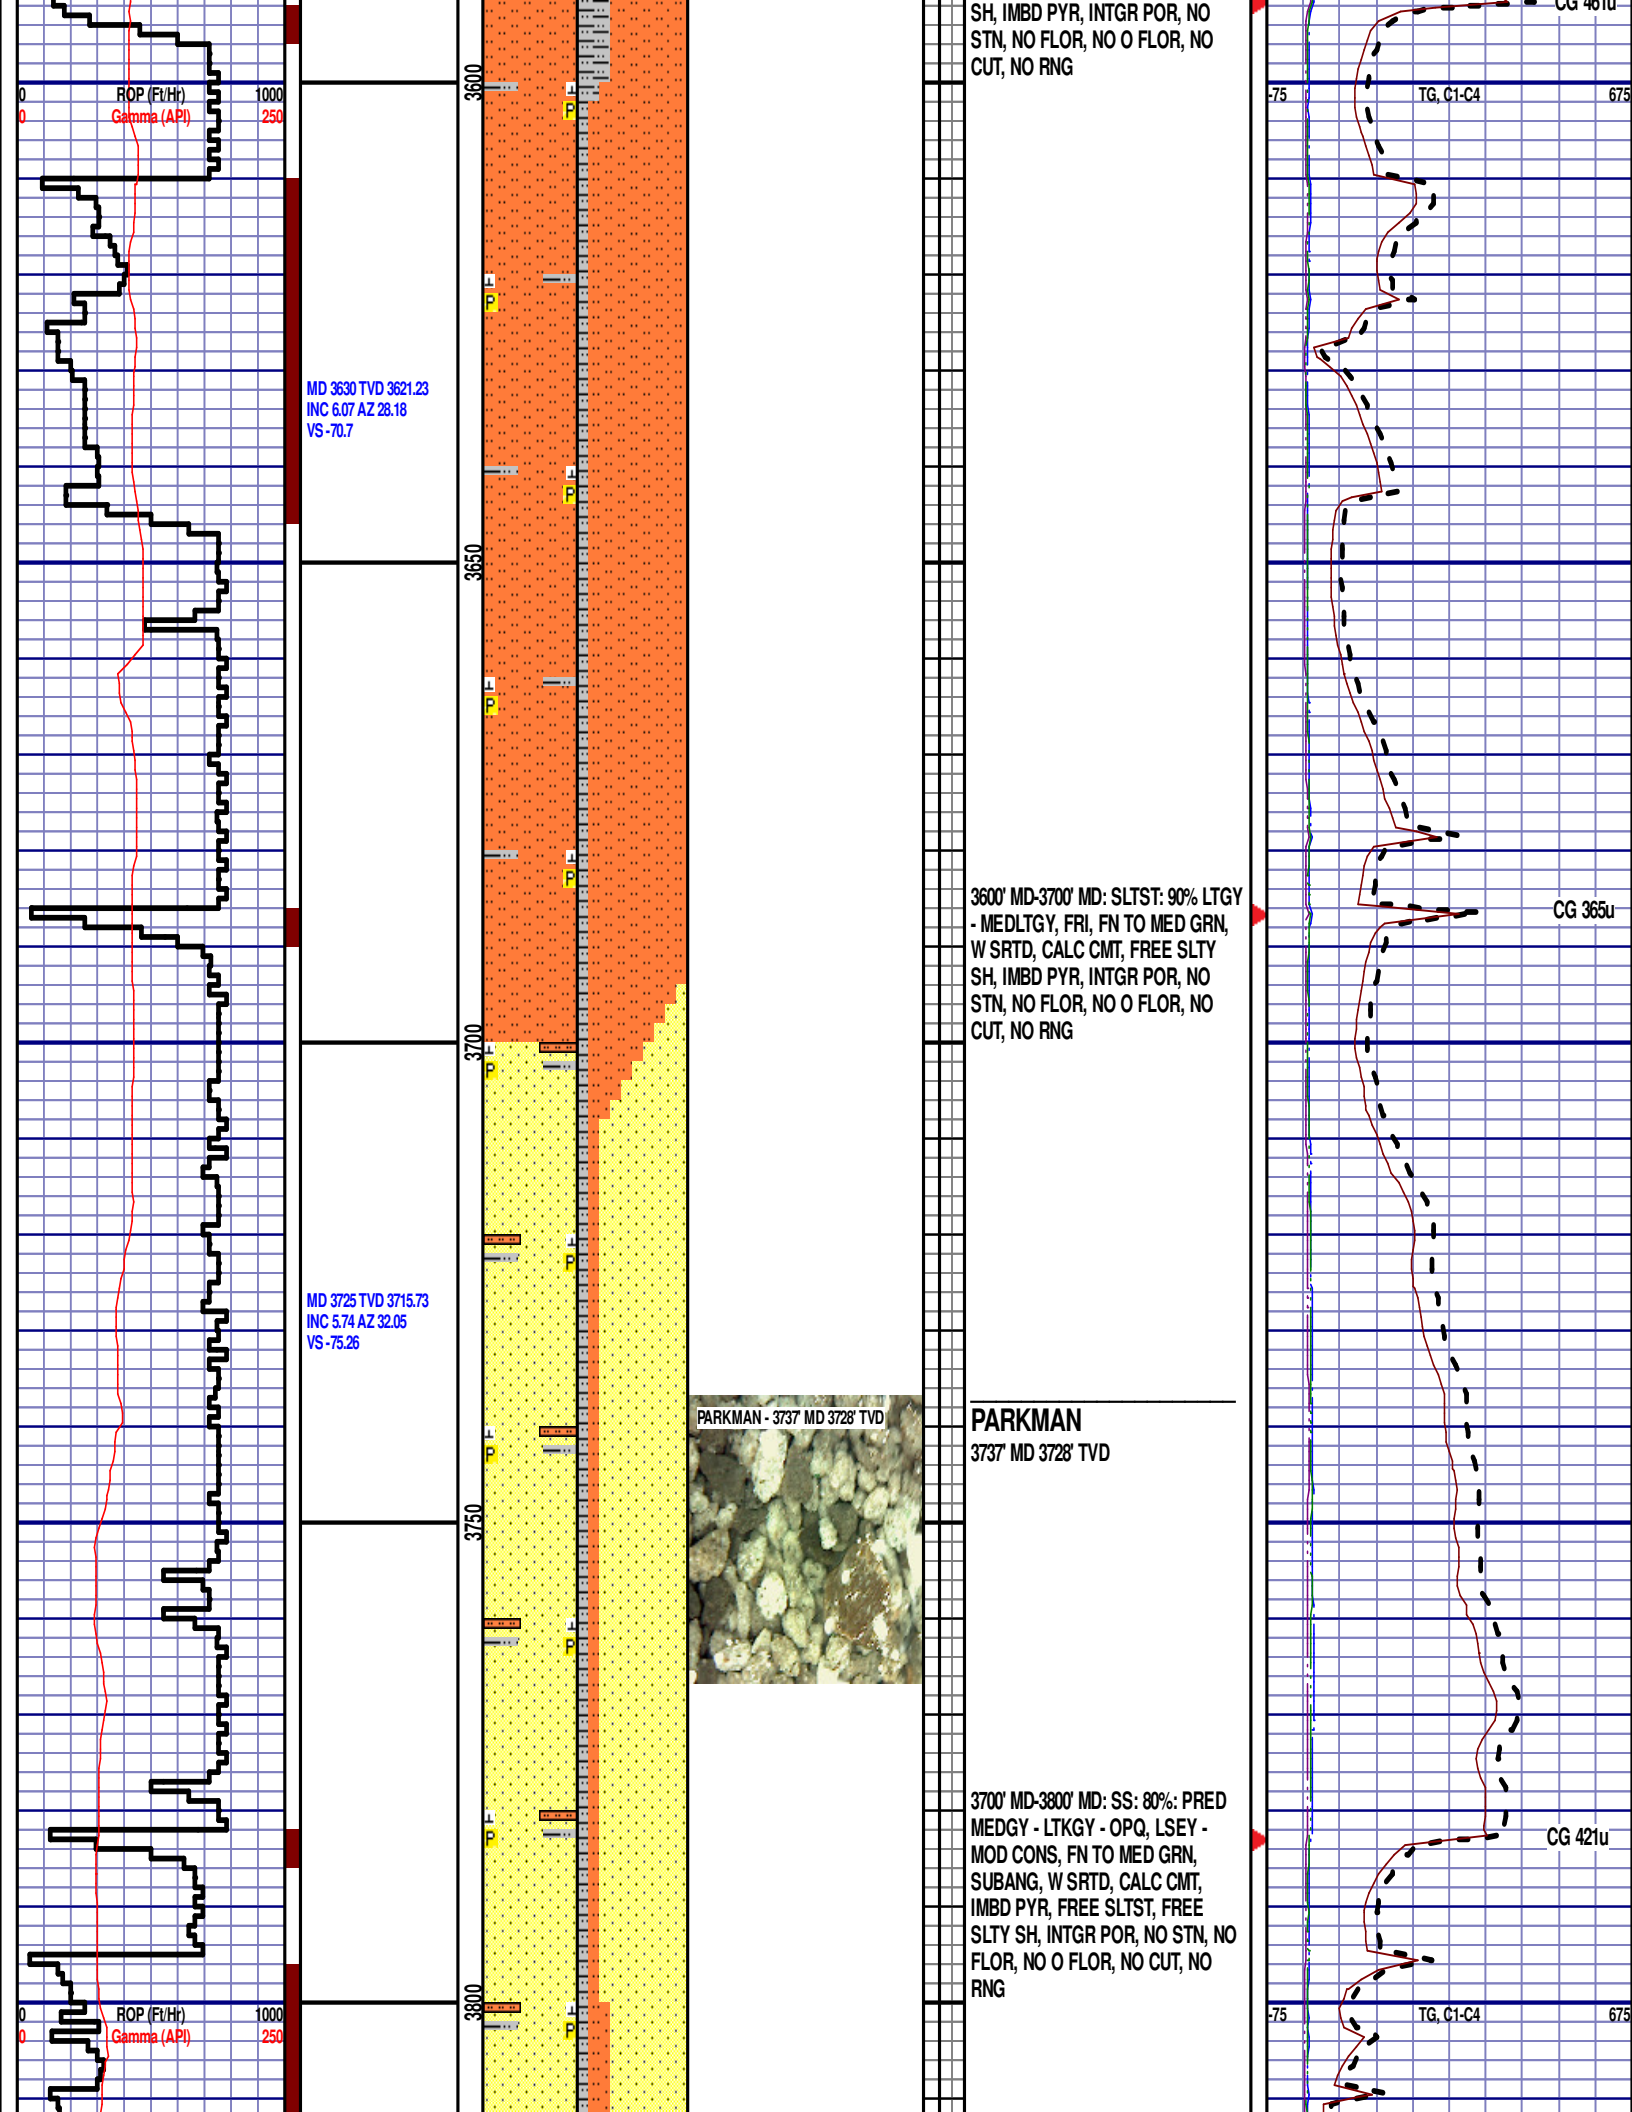 CG 461u
SH, IMBD PYR, INTGR POR, NO
STN, NO FLOR, NO O FLOR, NO
CUT, NO RNG
0 ROP (Ft/Hr) 1000
0 Gamma (API) 250
3600
-75 TG, C1-C4 675
P
P
MD 3630 TVD 3621.23
INC 6.07 AZ 28.18
VS -70.7
P
3650
P
P
3600' MD-3700' MD: SLTST: 90% LTGY
- MEDLTGY, FRI, FN TO MED GRN,
W SRTD, CALC CMT, FREE SLTY
SH, IMBD PYR, INTGR POR, NO
STN, NO FLOR, NO O FLOR, NO
CUT, NO RNG
CG 365u
3700
P
P
MD 3725 TVD 3715.73
INC 5.74 AZ 32.05
VS -75.26
PARKMAN - 3737' MD 3728' TVD
PARKMAN
3737' MD 3728' TVD
P
3750
P
3700' MD-3800' MD: SS: 80%: PRED
MEDGY - LTKGY - OPQ, LSEY -
MOD CONS, FN TO MED GRN,
SUBANG, W SRTD, CALC CMT,
IMBD PYR, FREE SLTST, FREE
SLTY SH, INTGR POR, NO STN, NO
FLOR, NO O FLOR, NO CUT, NO
RNG
CG 421u
P
3800
0 ROP (Ft/Hr) 1000
0 Gamma (API) 250
P
-75 TG, C1-C4 675